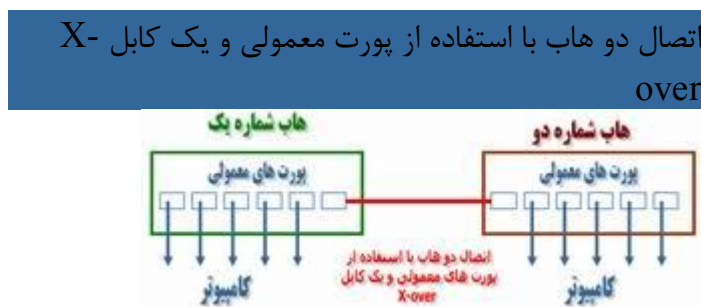 اتصال دو هاب با استفاده از پورت معمولی و یک کابل X-
over
هاب شماره یک
هاب شماره دو
پورت های معمولی
پورت های معمولی
اتصال دو هاب با استفاده از
پورت های معمولی و یک کابل
X-over
کامپیوتر
کامپیوتر